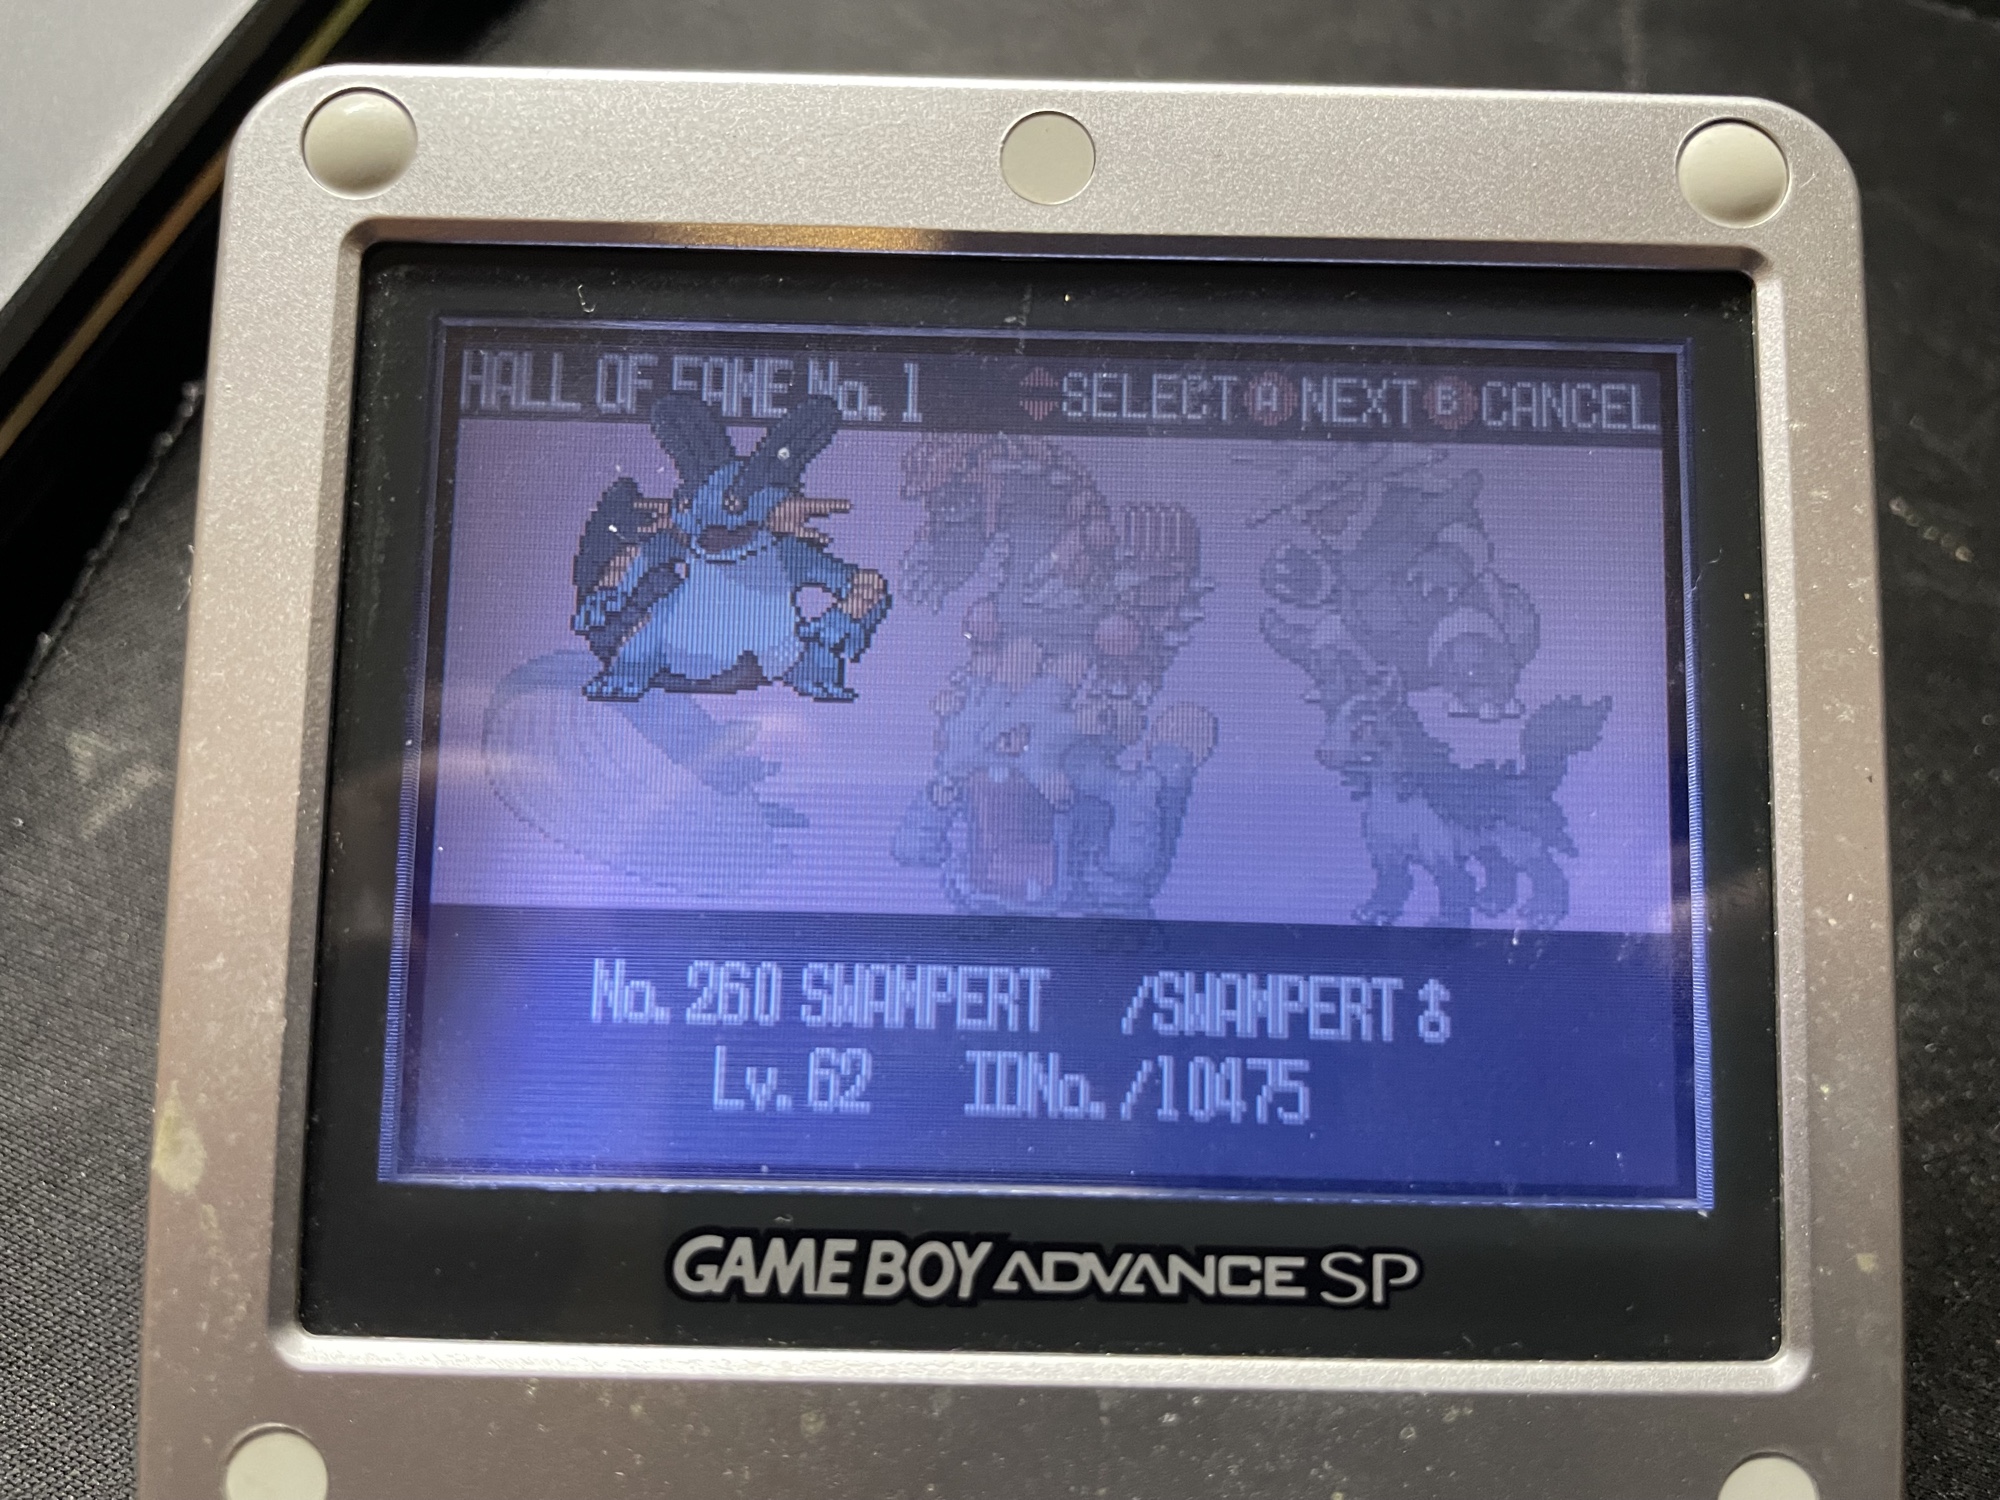 HALL OF FAME No. 1 SELECT A NEXT B CANCEL
No. 260 SWAMPERT /SWAMPERT♂
Lv. 62 IDNo. /10475
GAME BOY ADVANCE SP